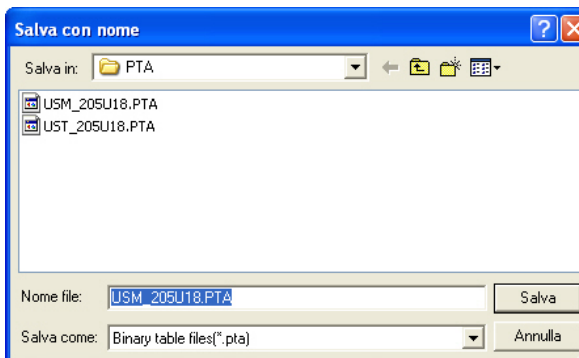 Salva con nome
Salva in: PTA
USM_205U18.PTA
UST_205U18.PTA
Nome file: USM_205U18.PTA Salva
Salva come: Binary table files(*.pta) Annulla